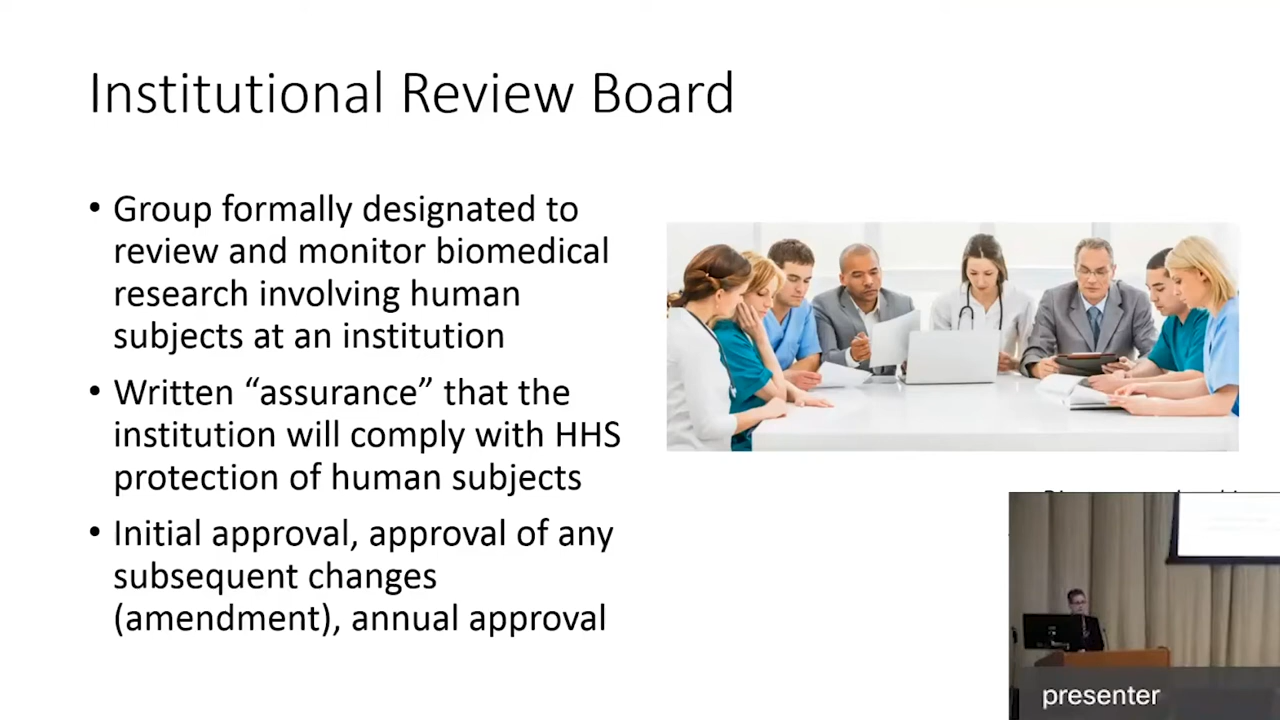 Institutional Review Board
• Group formally designated to
review and monitor biomedical
research involving human
subjects at an institution
• Written “assurance” that the
institution will comply with HHS
protection of human subjects
• Initial approval, approval of any
subsequent changes
(amendment), annual approval
presenter